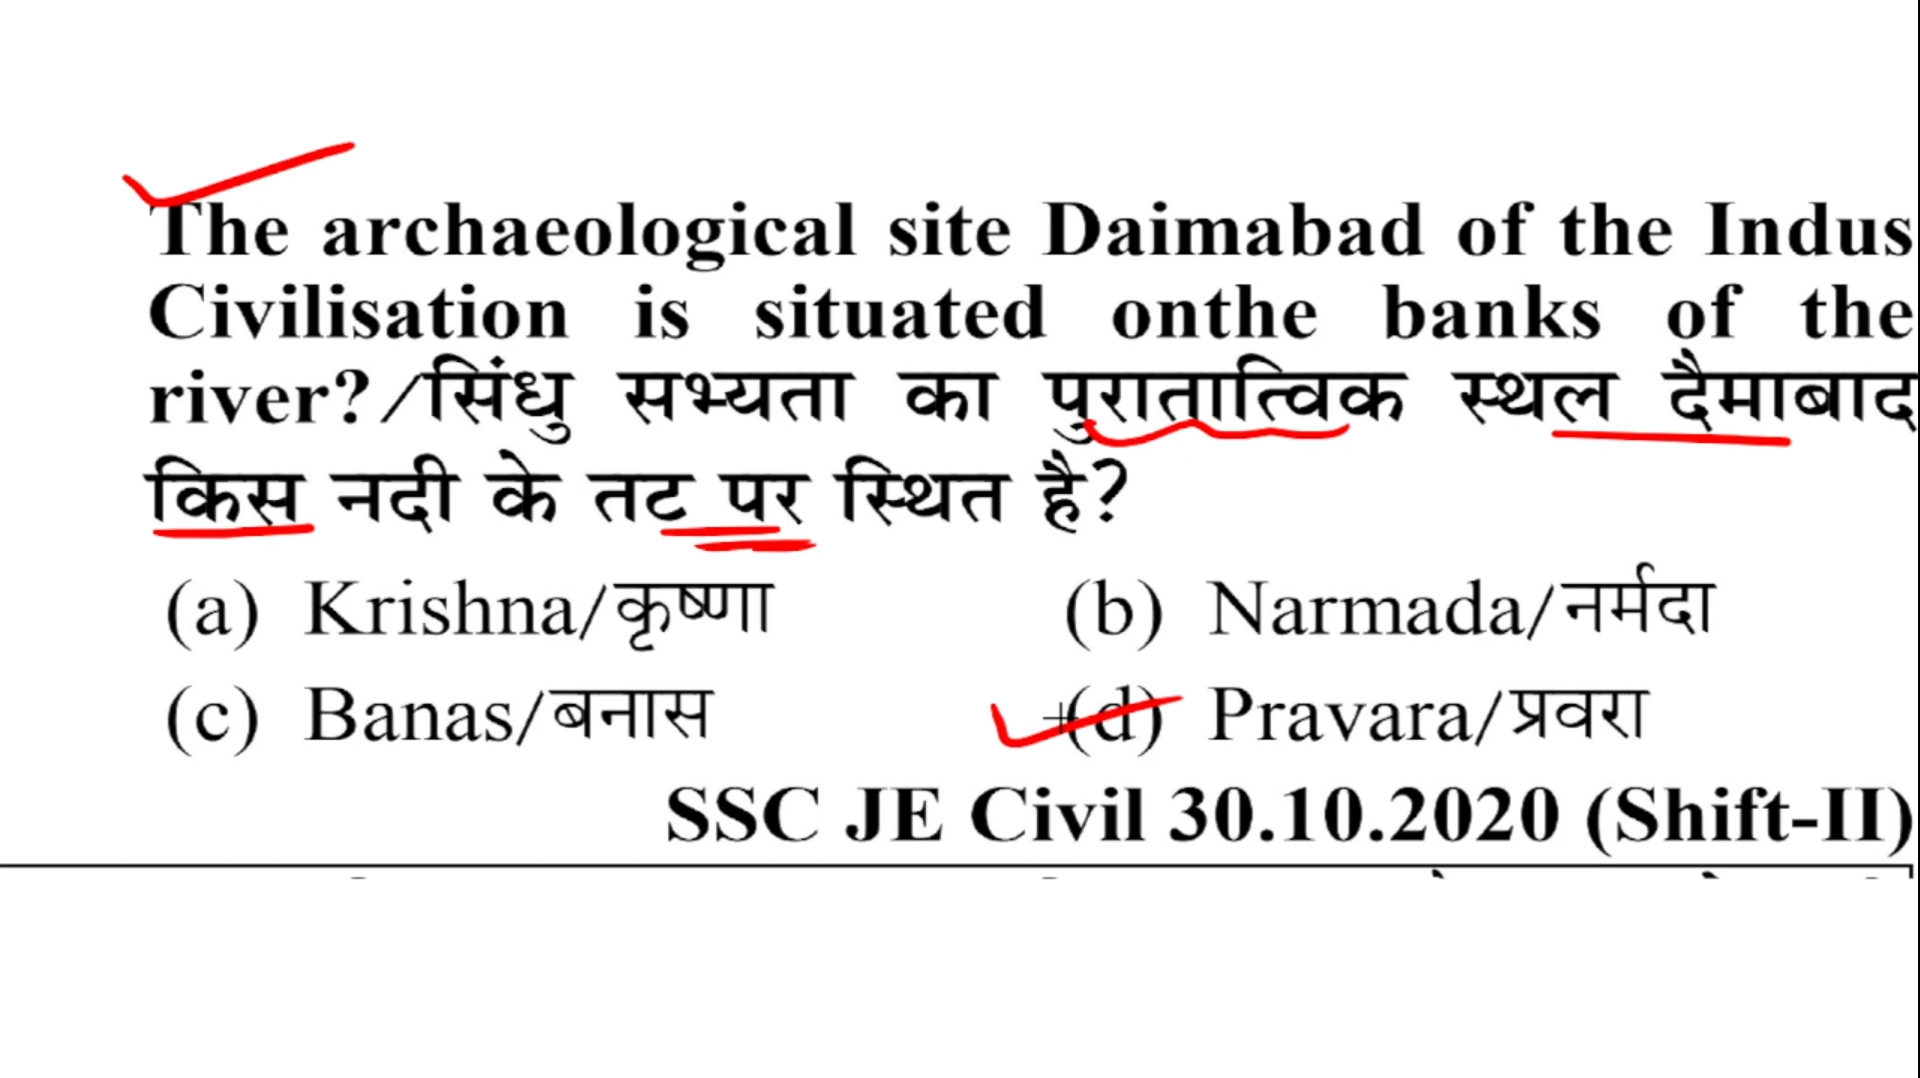 The archaeological site Daimabad of the Indus
Civilisation is situated onthe banks of the
river?/सिंधु सभ्यता का पुरातात्विक स्थल दैमाबाद
किस नदी के तट पर स्थित है?
(a) Krishna/कृष्णा (b) Narmada/नर्मदा
(c) Banas/बनास (d) Pravara/प्रवरा
SSC JE Civil 30.10.2020 (Shift-II)